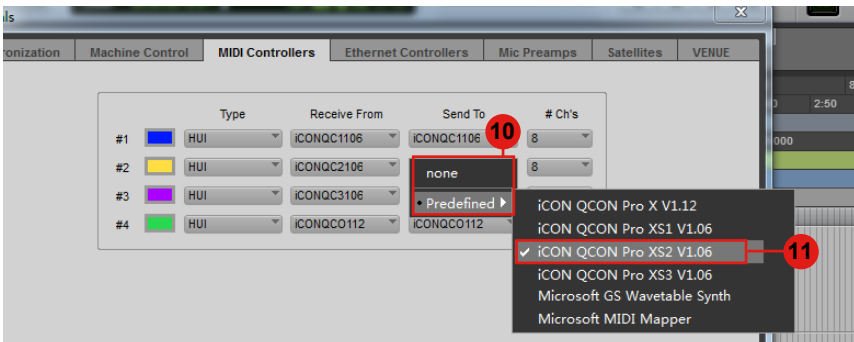 als
ronization Machine Control MIDI Controllers Ethernet Controllers Mic Preamps Satellites VENUE
Type Receive From Send To # Ch's
#1 HUI iCONQC1106 iCONQC1106 8
#2 HUI iCONQC2106 8
#3 HUI iCONQC3106
#4 HUI iCONQCO112 iCONQCO112
10
none
Predefined
iCON QCON Pro X V1.12
iCON QCON Pro XS1 V1.06
iCON QCON Pro XS2 V1.06
11
iCON QCON Pro XS3 V1.06
Microsoft GS Wavetable Synth
Microsoft MIDI Mapper
2:50
000